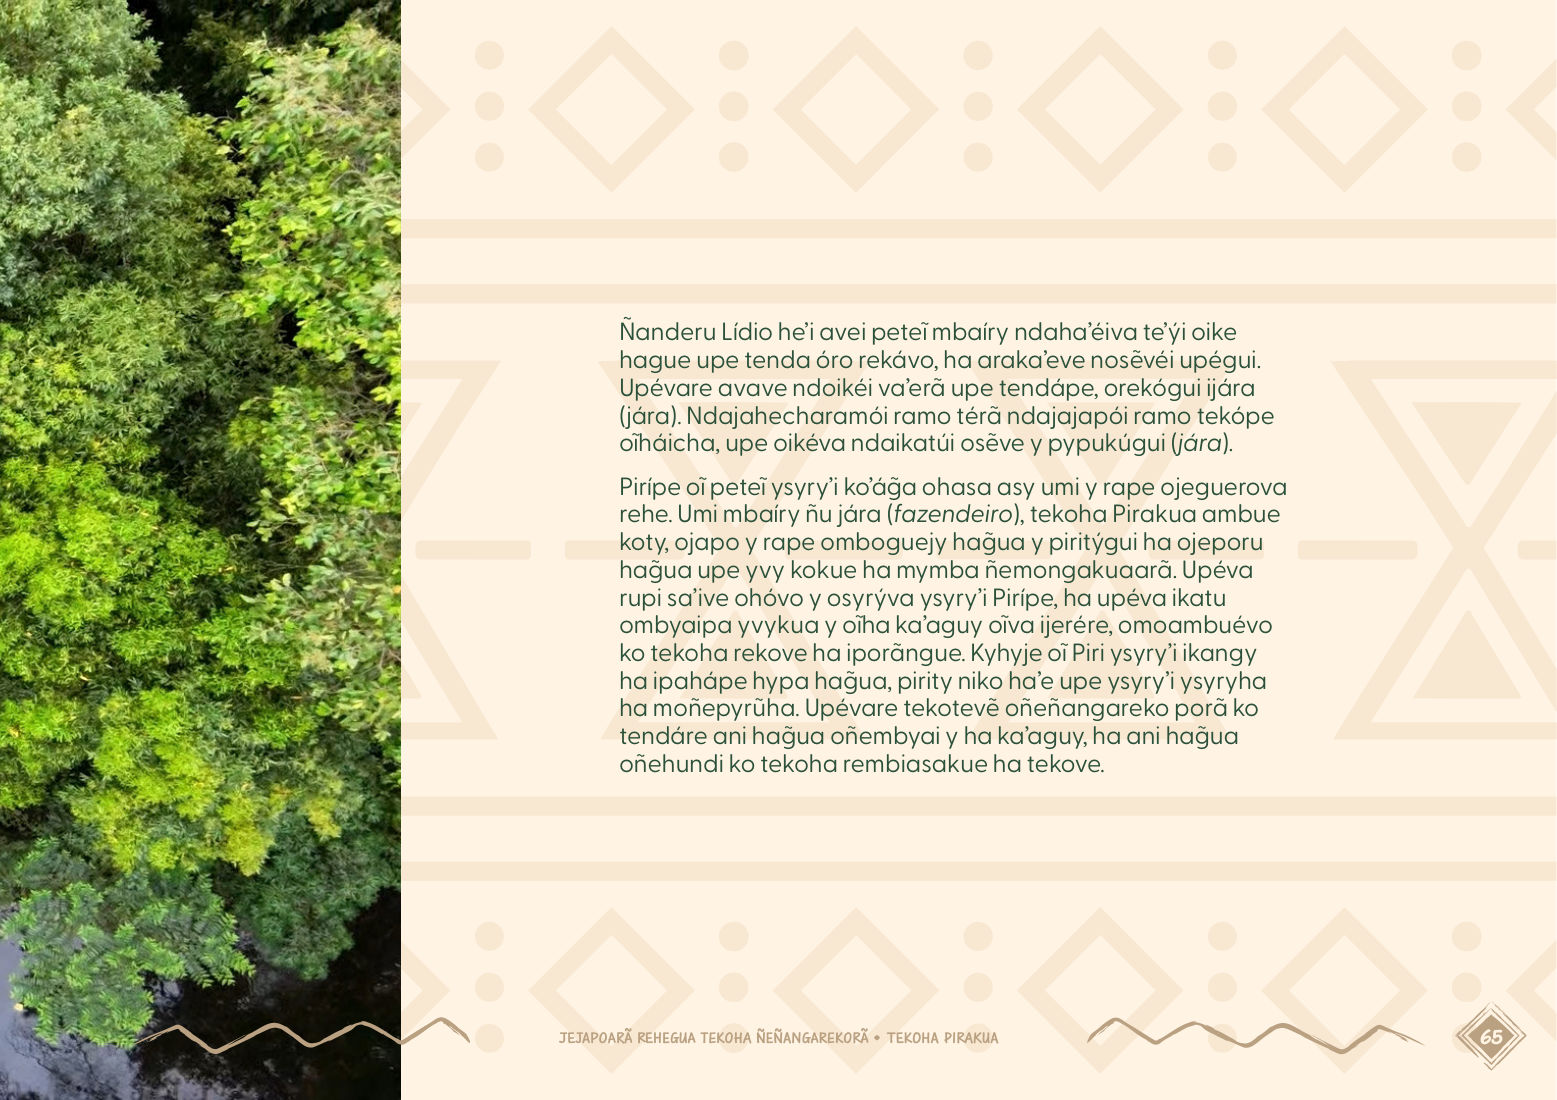 Ñanderu Lídio he’i avei peteĩ mbaíry ndaha’éiva te’ýi oike
hague upe tenda óro rekávo, ha araka’eve nosẽvéi upégui.
Upévare avave ndoikéi va’erã upe tendápe, orekógui ijára
(jára). Ndajahecharamói ramo térã ndajajapói ramo tekópe
oĩháicha, upe oikéva ndaikatúi osẽve y pypukúgui (jára).
Pirípe oĩ peteĩ ysyry’i ko’ág̃a ohasa asy umi y rape ojeguerova
rehe. Umi mbaíry ñu jára (fazendeiro), tekoha Pirakua ambue
koty, ojapo y rape omboguejy hag̃ua y piritýgui ha ojeporu
hag̃ua upe yvy kokue ha mymba ñemongakuaarã. Upéva
rupi sa’ive ohóvo y osyrýva ysyry’i Pirípe, ha upéva ikatu
ombyaipa yvykua y oĩha ka’aguy oĩva ijerére, omoambuévo
ko tekoha rekove ha iporãngue. Kyhyje oĩ Piri ysyry’i ikangy
ha ipahápe hypa hag̃ua, pirity niko ha’e upe ysyry’i ysyryha
ha moñepyrũha. Upévare tekotevẽ oñeñangareko porã ko
tendáre ani hag̃ua oñembyai y ha ka’aguy, ha ani hag̃ua
oñehundi ko tekoha rembiasakue ha tekove.
JEJAPOARÃ REHEGUA TEKOHA ÑEÑANGAREKORÃ • TEKOHA PIRAKUA
65